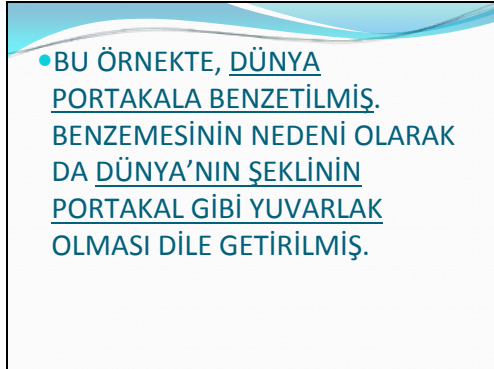 •BU ÖRNEKTE, DÜNYA
PORTAKALA BENZETİLMİŞ.
BENZEMESİNİN NEDENİ OLARAK
DA DÜNYA’NIN ŞEKLİNİN
PORTAKAL GİBİ YUVARLAK
OLMASI DİLE GETİRİLMİŞ.